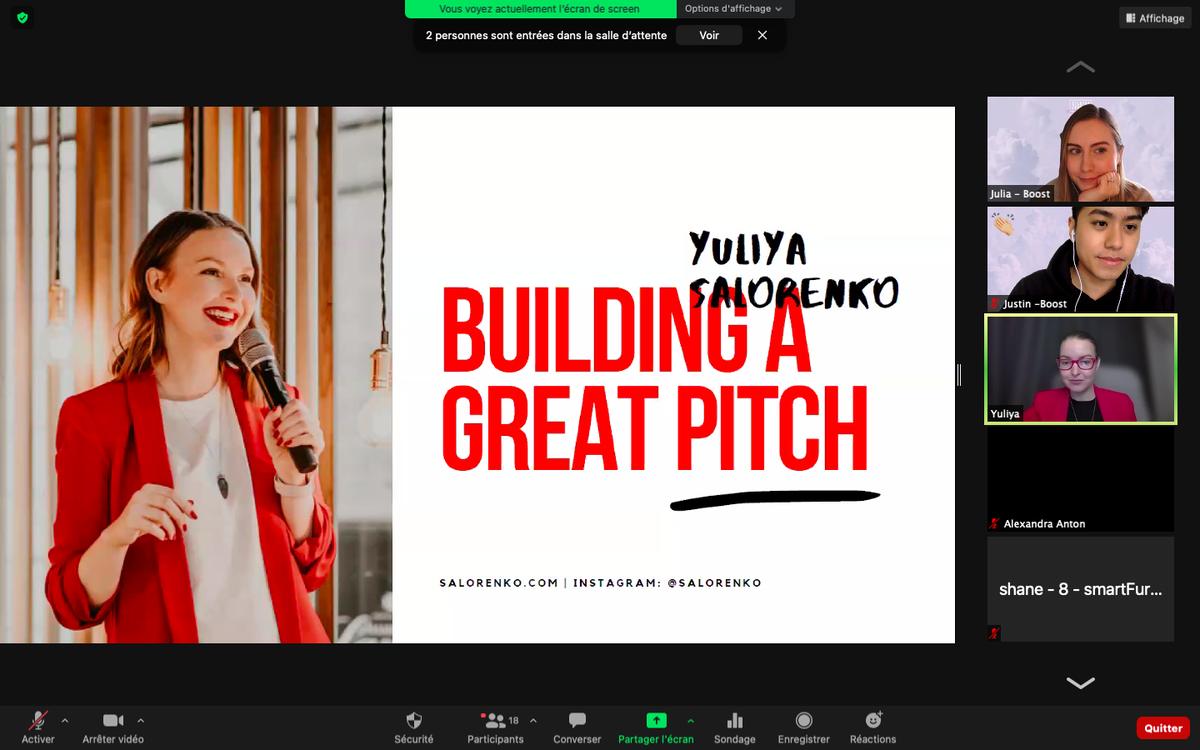 Vous voyez actuellement l'écran de screen
Options d'affichage
2 personnes sont entrées dans la salle d'attente
Voir
Affichage
YULIYA
SALORENKO
BUILDING A
GREAT PITCH
SALORENKO.COM | INSTAGRAM: @SALORENKO
Julia - Boost
Justin -Boost
Yuliya
Alexandra Anton
shane - 8 - smartFur...
Activer
Arrêter vidéo
Sécurité
18
Participants
Converser
Partager l'écran
Sondage
Enregistrer
Réactions
Quitter